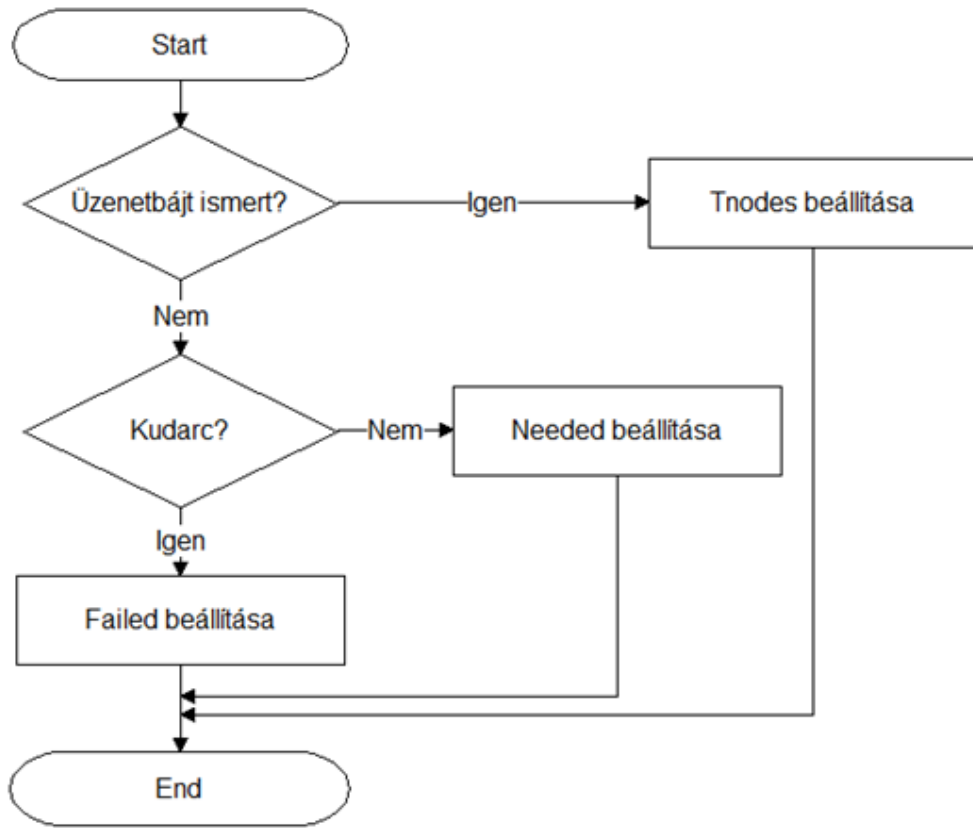 Start
Üzenetbájt ismert?
Igen
Tnodes beállítása
Nem
Kudarc?
Nem
Needed beállítása
Igen
Failed beállítása
End